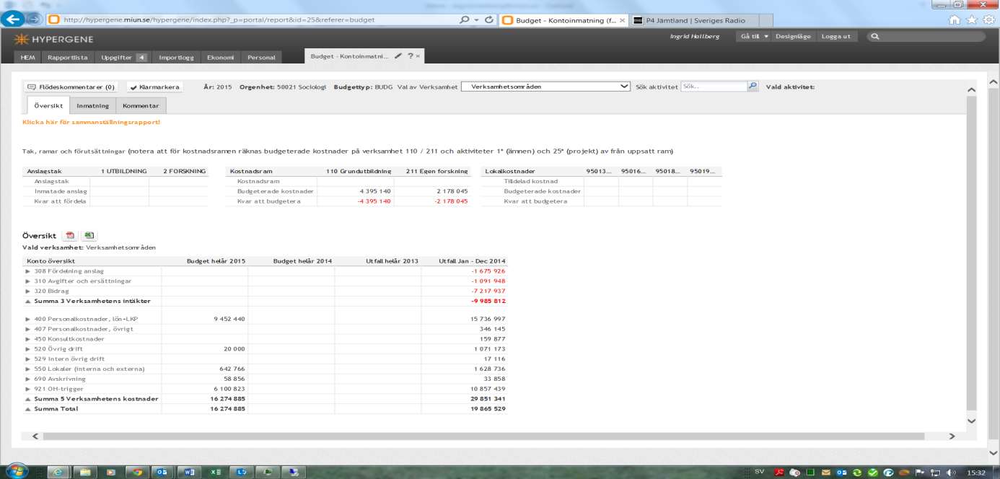 http://hypergene.miun.se/hypergene/index.php?_p=portal/report&id=25&referer=budget
Budget - Kontoinmatning (f...
P4 Jämtland | Sveriges Radio
HYPERGENE
Ingrid Hallberg Gå till Designläge Logga ut
HEM Rapportlista Uppgifter 4 Importlogg Ekonomi Personal Budget - Kontoinmatni... ?
Flödeskommentarer (0) Klarmarkera År: 2015 Orgenhet: 50021 Sociologi Budgettyp: BUDG Val av Verksamhet Verksamhetsområden Sök aktivitet Sök.. Vald aktivitet:
Översikt Inmatning Kommentar
Klicka här för sammanställningsrapport!
Tak, ramar och förutsättningar (notera att för kostnadsramen räknas budgeterade kostnader på verksamhet 110 / 211 och aktiviteter 1* (ämnen) och 25* (projekt) av från uppsatt ram)
Anslagstak 1 UTBILDNING 2 FORSKNING Kostnadsram 110 Grundutbildning 211 Egen forskning Lokalkostnader 95013... 95016... 95018... 95019...
Anslagstak Kostnadsram Tilldelad kostnad
Inmatade anslag Budgeterade kostnader 4 395 140 2 178 045 Budgeterade kostnader
Kvar att fördela Kvar att budgetera -4 395 140 -2 178 045 Kvar att budgetera
Översikt
Vald verksamhet: Verksamhetsområden
Konto översikt Budget helår 2015 Budget helår 2014 Utfall helår 2013 Utfall Jan - Dec 2014
308 Fördelning anslag -1 675 926
310 Avgifter och ersättningar -1 091 948
320 Bidrag -7 217 937
Summa 3 Verksamhetens intäkter -9 985 812
400 Personalkostnader, lön+LKP 9 452 440 15 736 997
407 Personalkostnader, övrigt 346 145
450 Konsultkostnader 159 877
520 Övrig drift 20 000 1 071 173
529 Intern övrig drift 17 116
550 Lokaler (interna och externa) 642 766 1 628 736
690 Avskrivning 58 856 33 858
921 OH-trigger 6 100 823 10 857 439
Summa 5 Verksamhetens kostnader 16 274 885 29 851 341
Summa Total 16 274 885 19 865 529
SV 15:32